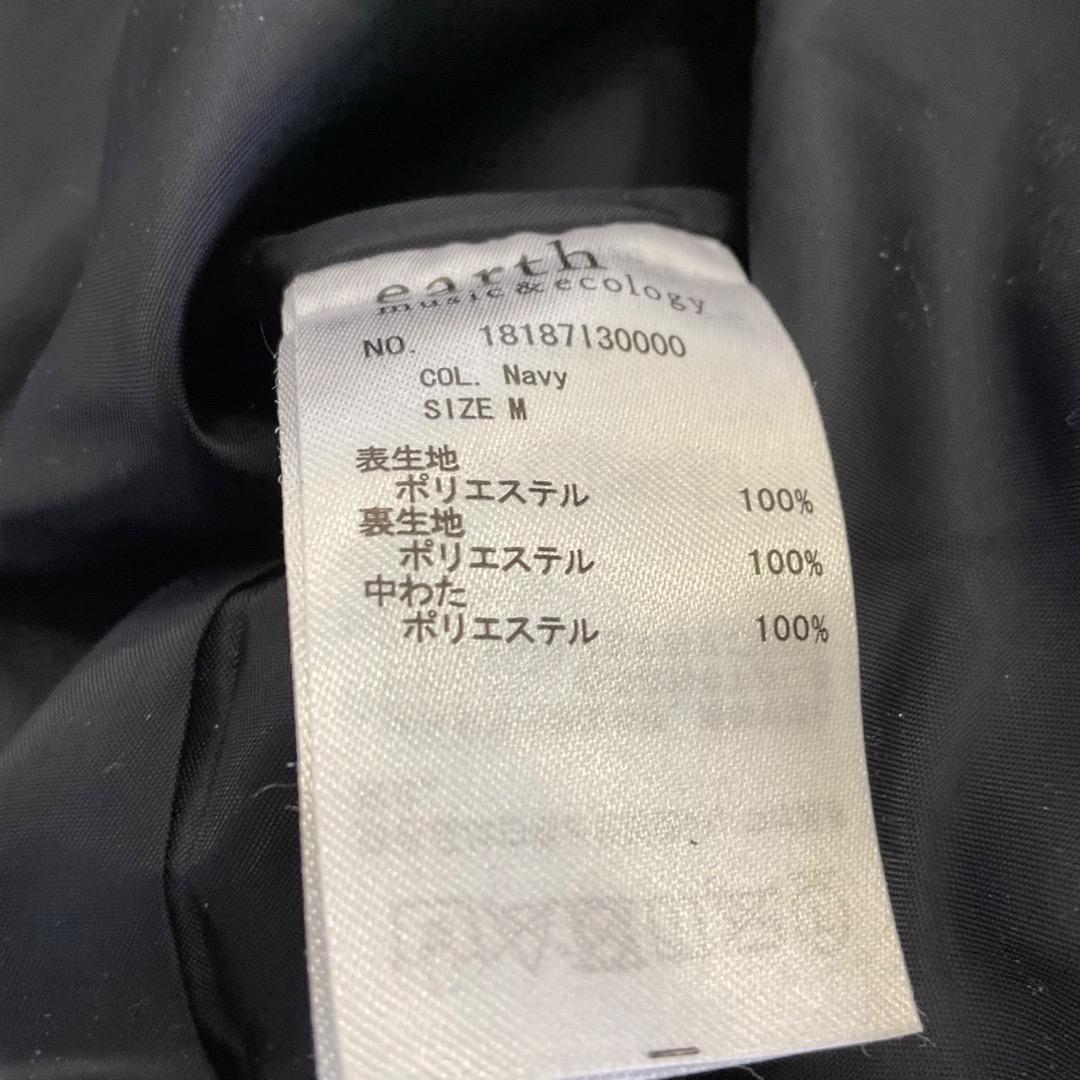 earth
music & ecology
NO. 18187130000
COL. Navy
SIZE M
表生地
ポリエステル 100%
裏生地
ポリエステル 100%
中わた
ポリエステル 100%